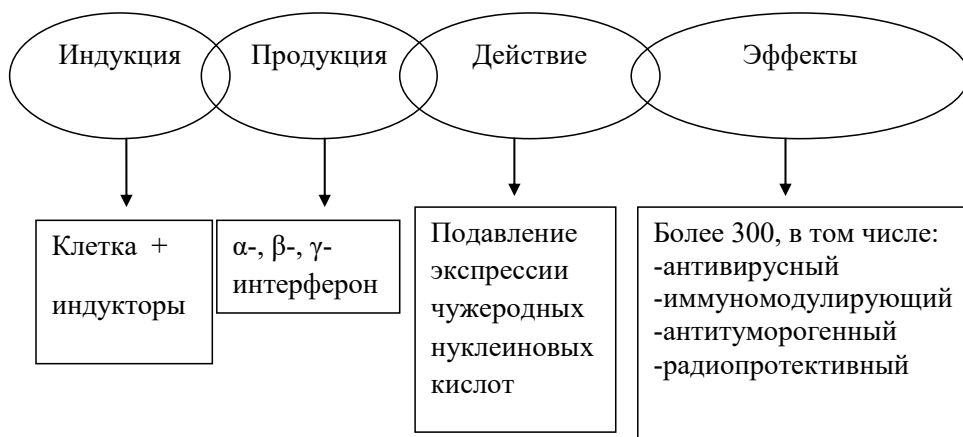 Индукция
Продукция
Действие
Эффекты
Клетка +
индукторы
α-, β-, γ-
интерферон
Подавление
экспрессии
чужеродных
нуклеиновых
кислот
Более 300, в том числе:
-антивирусный
-иммуномодулирующий
-антитуморогенный
-радиопротективный